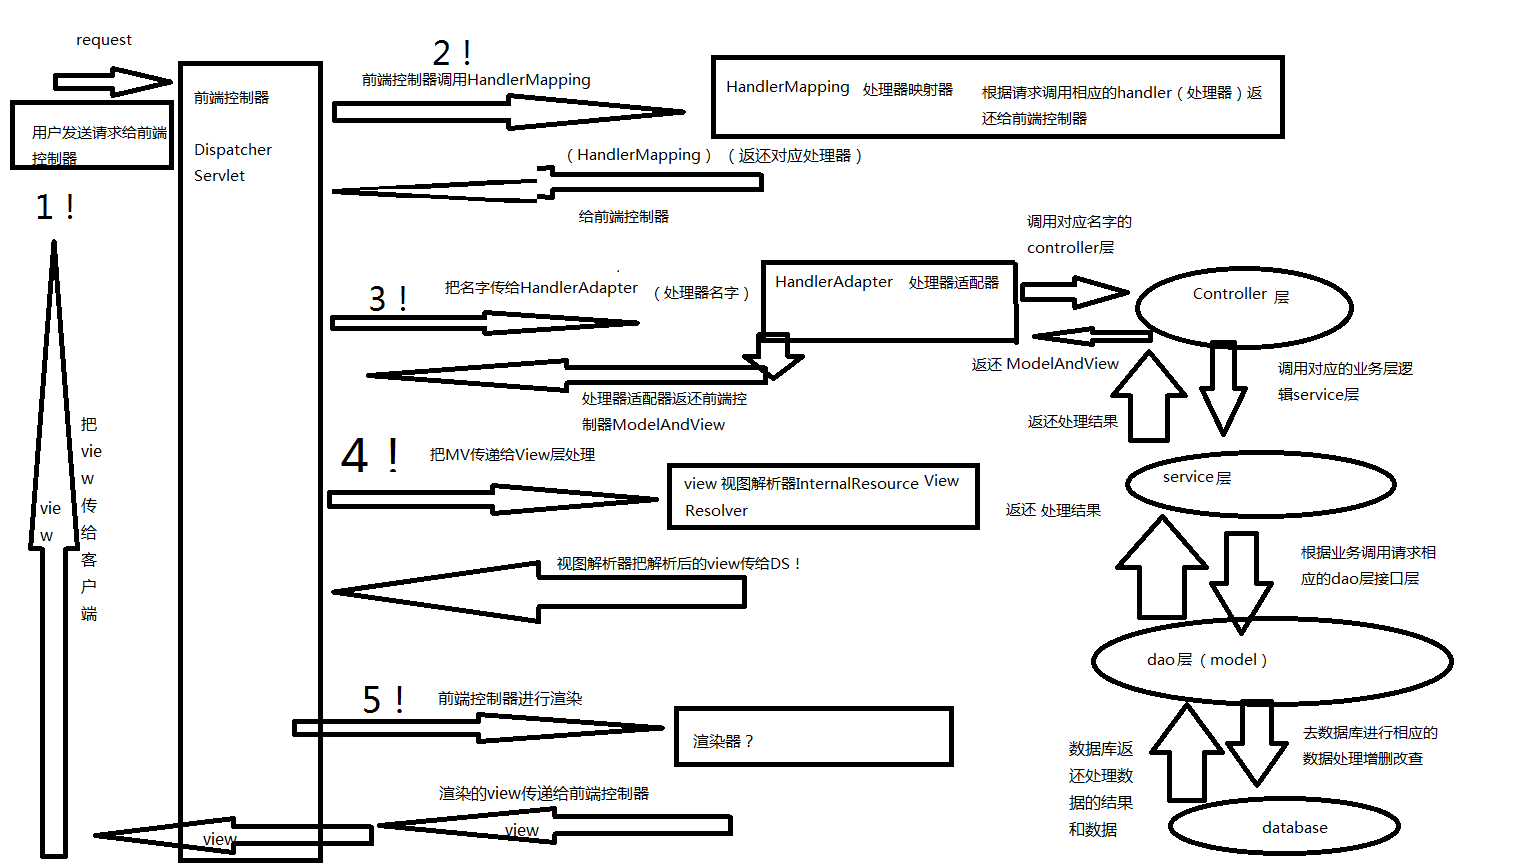 request
用户发送请求给前端
控制器
1！
前端控制器
Dispatcher
Servlet
2！
前端控制器调用HandlerMapping
HandlerMapping 处理器映射器
根据请求调用相应的handler（处理器）返
还给前端控制器
（HandlerMapping）（返还对应处理器）
给前端控制器
3！
把名字传给HandlerAdapter （处理器名字）
HandlerAdapter 处理器适配器
调用对应名字的
controller层
Controller 层
返还 ModelAndView
处理器适配器返还前端控
制器ModelAndView
调用对应的业务层逻
辑service层
返还处理结果
service层
4！
把MV传递给View层处理
view 视图解析器InternalResource View
Resolver
返还 处理结果
根据业务调用请求相
应的dao层接口层
视图解析器把解析后的view传给DS！
dao层（model）
5！
前端控制器进行渲染
渲染器？
数据库返
还处理数
据的结果
和数据
去数据库进行相应的
数据处理增删改查
database
渲染的view传递给前端控制器
view
view
vie
w
把
vie
w
传
给
客
户
端